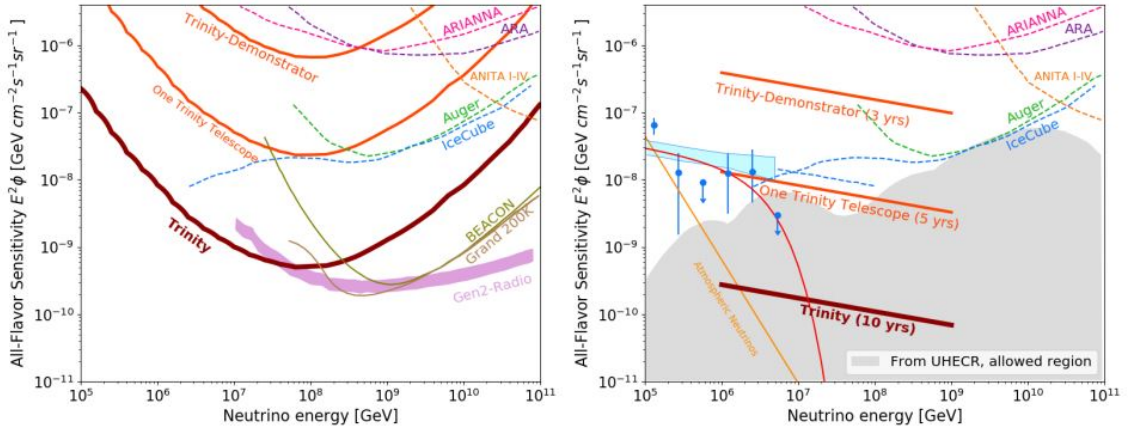 All-Flavor Sensitivity E²ϕ [GeV cm⁻²s⁻¹sr⁻¹]
10⁻⁶
10⁻⁷
10⁻⁸
10⁻⁹
10⁻¹⁰
10⁻¹¹
Trinity-Demonstrator
ARIANNA
ARA
ANITA I-IV
One Trinity Telescope
Auger
IceCube
Trinity
BEACON
Grand 200K
Gen2-Radio
10⁵ 10⁶ 10⁷ 10⁸ 10⁹ 10¹⁰ 10¹¹
Neutrino energy [GeV]
All-Flavor Sensitivity E²ϕ [GeV cm⁻²s⁻¹sr⁻¹]
10⁻⁶
10⁻⁷
10⁻⁸
10⁻⁹
10⁻¹⁰
10⁻¹¹
ARIANNA
ARA
ANITA I-IV
Trinity-Demonstrator (3 yrs)
Auger
IceCube
One Trinity Telescope (5 yrs)
Atmospheric Neutrinos
Trinity (10 yrs)
From UHECR, allowed region
10⁵ 10⁶ 10⁷ 10⁸ 10⁹ 10¹⁰ 10¹¹
Neutrino energy [GeV]